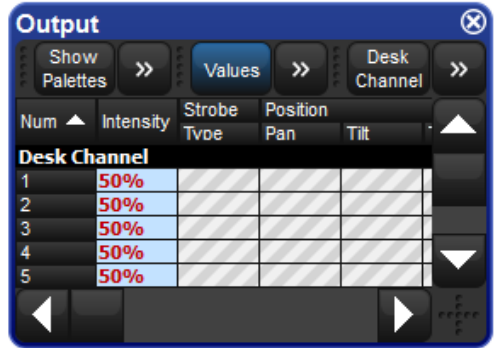 Output
Show Palettes » Values » Desk Channel »
Num Intensity Strobe Position
Type Pan Tilt
Desk Channel
1 50%
2 50%
3 50%
4 50%
5 50%